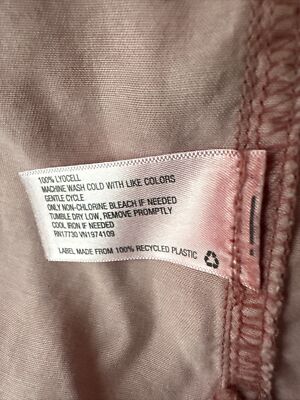 100% LYOCELL
MACHINE WASH COLD WITH LIKE COLORS
GENTLE CYCLE
ONLY NON-CHLORINE BLEACH IF NEEDED
TUMBLE DRY LOW, REMOVE PROMPTLY
COOL IRON IF NEEDED
RN17730 VN1974109
LABEL MADE FROM 100% RECYCLED PLASTIC